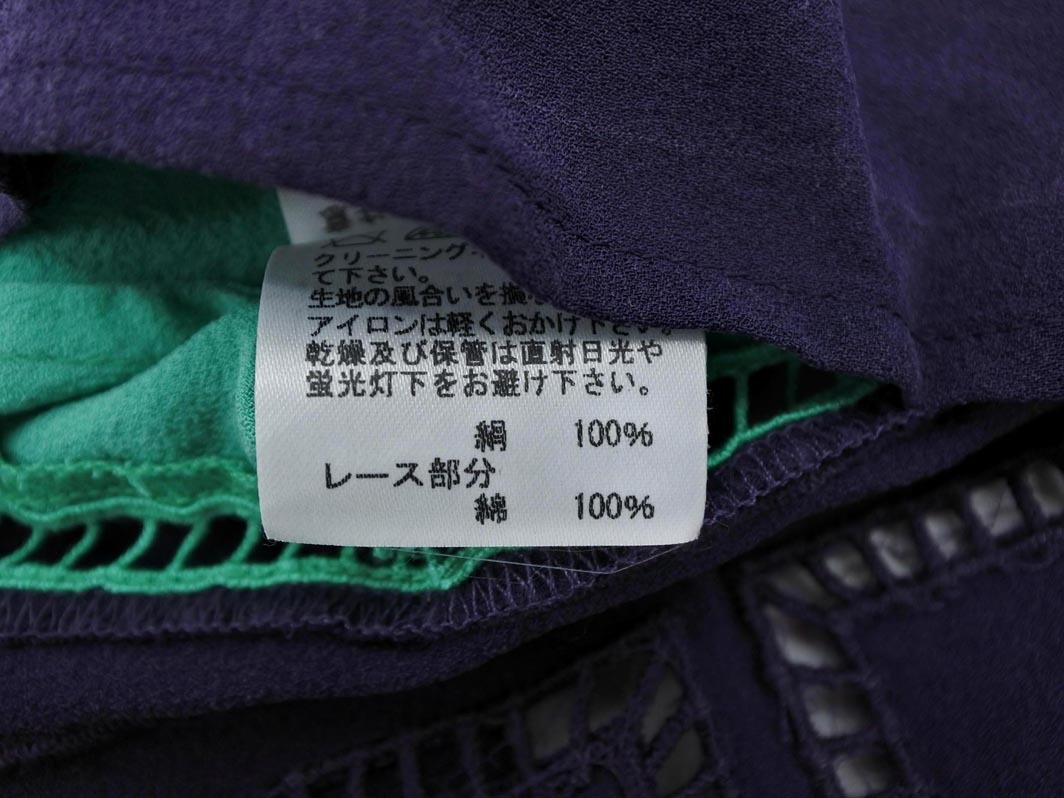 クリーニング
て下さい。
生地の風合いを損
アイロンは軽くおかけ下さい。
乾燥及び保管は直射日光や
蛍光灯下をお避け下さい。
絹 100%
レース部分
綿 100%